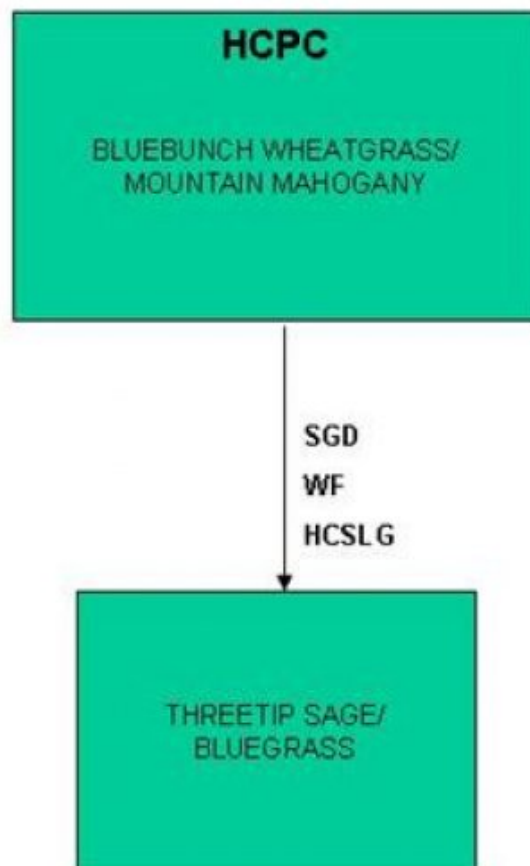 HCPC
BLUEBUNCH WHEATGRASS/
MOUNTAIN MAHOGANY
SGD
WF
HCSLG
THREETIP SAGE/
BLUEGRASS